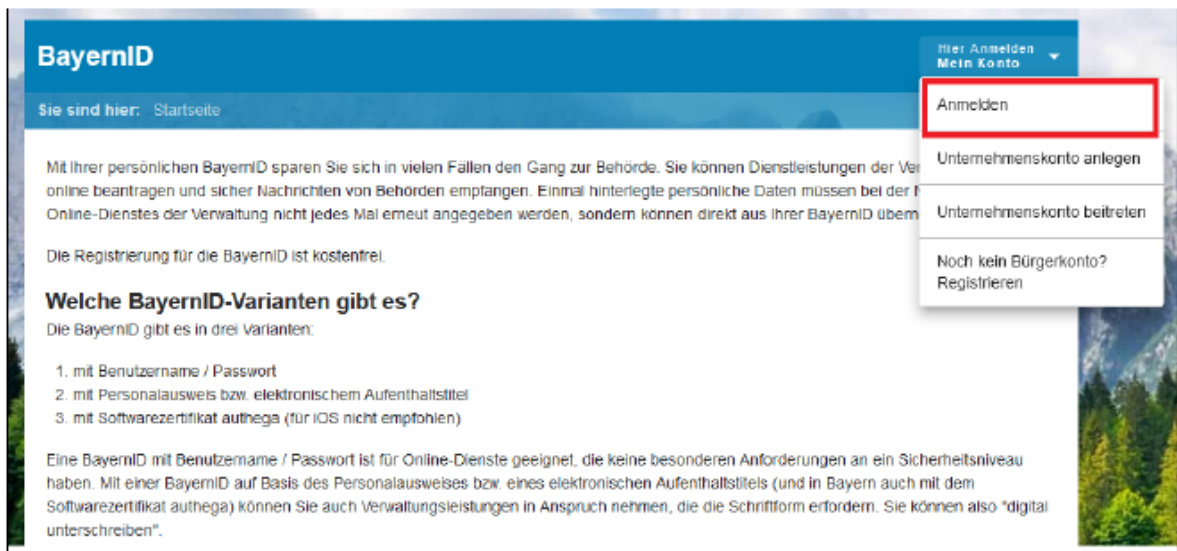 BayernID
Hier Anmelden
Mein Konto
Sie sind hier: Startseite
Anmelden
Unternehmenskonto anlegen
Unternehmenskonto beitreten
Noch kein Bürgerkonto?
Registrieren
Mit Ihrer persönlichen BayernID sparen Sie sich in vielen Fällen den Gang zur Behörde. Sie können Dienstleistungen der
online beantragen und sicher Nachrichten von Behörden empfangen. Einmal hinterlegte persönliche Daten müssen bei der
Online-Dienstes der Verwaltung nicht jedes Mal erneut angegeben werden, sondern können direkt aus Ihrer BayernID
Die Registrierung für die BayernID ist kostenfrei.
Welche BayernID-Varianten gibt es?
Die BayernID gibt es in drei Varianten:
1. mit Benutzername / Passwort
2. mit Personalausweis bzw. elektronischem Aufenthaltstitel
3. mit Softwarezertifikat authega (für iOS nicht empfohlen)
Eine BayernID mit Benutzername / Passwort ist für Online-Dienste geeignet, die keine besonderen Anforderungen an ein Sicherheitsniveau
haben. Mit einer BayernID auf Basis des Personalausweises bzw. eines elektronischen Aufenthaltstitels (und in Bayern auch mit dem
Softwarezertifikat authega) können Sie auch Verwaltungsleistungen in Anspruch nehmen, die die Schriftform erfordern. Sie können also "digital
unterschreiben".